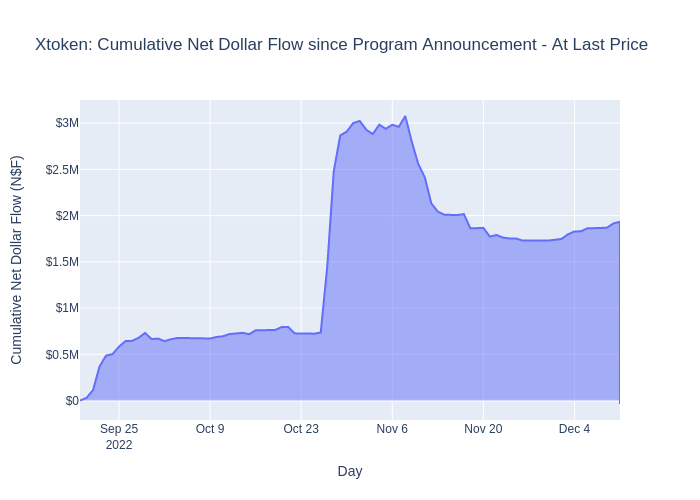 Xtoken: Cumulative Net Dollar Flow since Program Announcement - At Last Price
Cumulative Net Dollar Flow (N$F)
$3M
$2.5M
$2M
$1.5M
$1M
$0.5M
$0
Sep 25
2022
Oct 9
Oct 23
Nov 6
Nov 20
Dec 4
Day